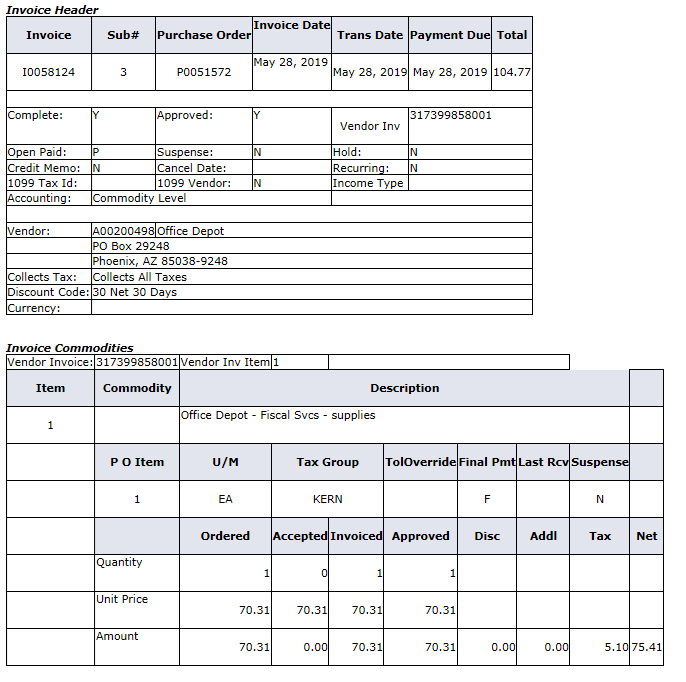 Invoice Header
Invoice Sub# Purchase Order Invoice Date Trans Date Payment Due Total
I0058124 3 P0051572 May 28, 2019 May 28, 2019 May 28, 2019 104.77
Complete: Y Approved: Y Vendor Inv 317399858001
Open Paid: P Suspense: N Hold: N
Credit Memo: N Cancel Date: Recurring: N
1099 Tax Id: 1099 Vendor: N Income Type
Accounting: Commodity Level
Vendor: A00200498 Office Depot
PO Box 29248
Phoenix, AZ 85038-9248
Collects Tax: Collects All Taxes
Discount Code: 30 Net 30 Days
Currency:
Invoice Commodities
Vendor Invoice: 317399858001 Vendor Inv Item 1
Item Commodity Description
1 Office Depot - Fiscal Svcs - supplies
P O Item U/M Tax Group TolOverride Final Pmt Last Rcv Suspense
1 EA KERN F N
Ordered Accepted Invoiced Approved Disc Addl Tax Net
Quantity 1 0 1 1
Unit Price 70.31 70.31 70.31 70.31
Amount 70.31 0.00 70.31 70.31 0.00 0.00 5.10 75.41